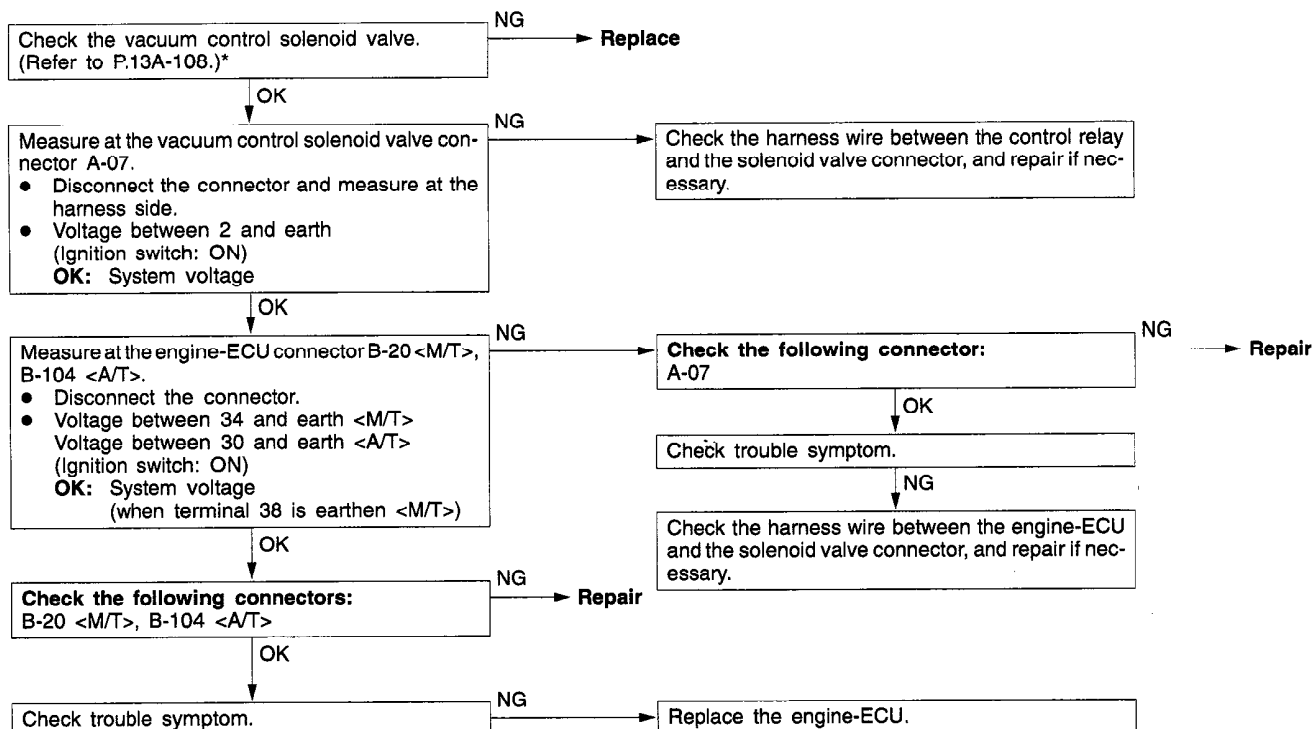 NG
Check the vacuum control solenoid valve.
(Refer to P.13A-108.)*
Replace
OK
Measure at the vacuum control solenoid valve con-
nector A-07.
● Disconnect the connector and measure at the
harness side.
● Voltage between 2 and earth
(Ignition switch: ON)
OK: System voltage
NG
Check the harness wire between the control relay
and the solenoid valve connector, and repair if nec-
essary.
OK
Measure at the engine-ECU connector B-20 <M/T>,
B-104 <A/T>.
● Disconnect the connector.
● Voltage between 34 and earth <M/T>
Voltage between 30 and earth <A/T>
(Ignition switch: ON)
OK: System voltage
(when terminal 38 is earthen <M/T>)
NG
Check the following connector:
A-07
NG
Repair
OK
Check trouble symptom.
NG
Check the harness wire between the engine-ECU
and the solenoid valve connector, and repair if nec-
essary.
OK
Check the following connectors:
B-20 <M/T>, B-104 <A/T>
NG
Repair
OK
Check trouble symptom.
NG
Replace the engine-ECU.